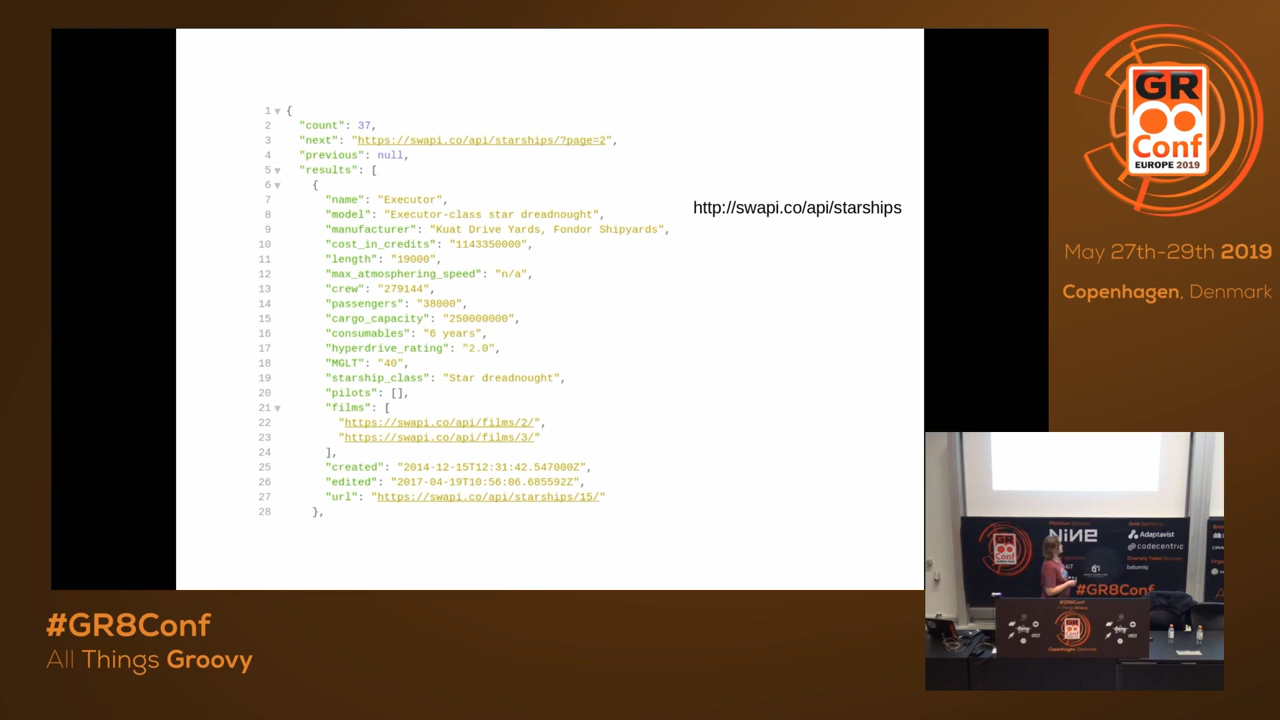 1 {
2 "count": 37,
3 "next": "https://swapi.co/api/starships/?page=2",
4 "previous": null,
5 "results": [
6 {
7 "name": "Executor",
8 "model": "Executor-class star dreadnought",
9 "manufacturer": "Kuat Drive Yards, Fondor Shipyards",
10 "cost_in_credits": "1143350000",
11 "length": "19000",
12 "max_atmosphering_speed": "n/a",
13 "crew": "279144",
14 "passengers": "38000",
15 "cargo_capacity": "250000000",
16 "consumables": "6 years",
17 "hyperdrive_rating": "2.0",
18 "MGLT": "40",
19 "starship_class": "Star dreadnought",
20 "pilots": [],
21 "films": [
22 "https://swapi.co/api/films/2/",
23 "https://swapi.co/api/films/3/"
24 ],
25 "created": "2014-12-15T12:31:42.547000Z",
26 "edited": "2017-04-19T10:56:06.685592Z",
27 "url": "https://swapi.co/api/starships/15/"
28 },
http://swapi.co/api/starships
GR
8
Conf
EUROPE 2019
May 27th-29th 2019
Copenhagen, Denmark
NiNE
Adaptavist
codecentric
#GR8Conf
Copenhagen, Denmark
#GR8Conf
All Things Groovy